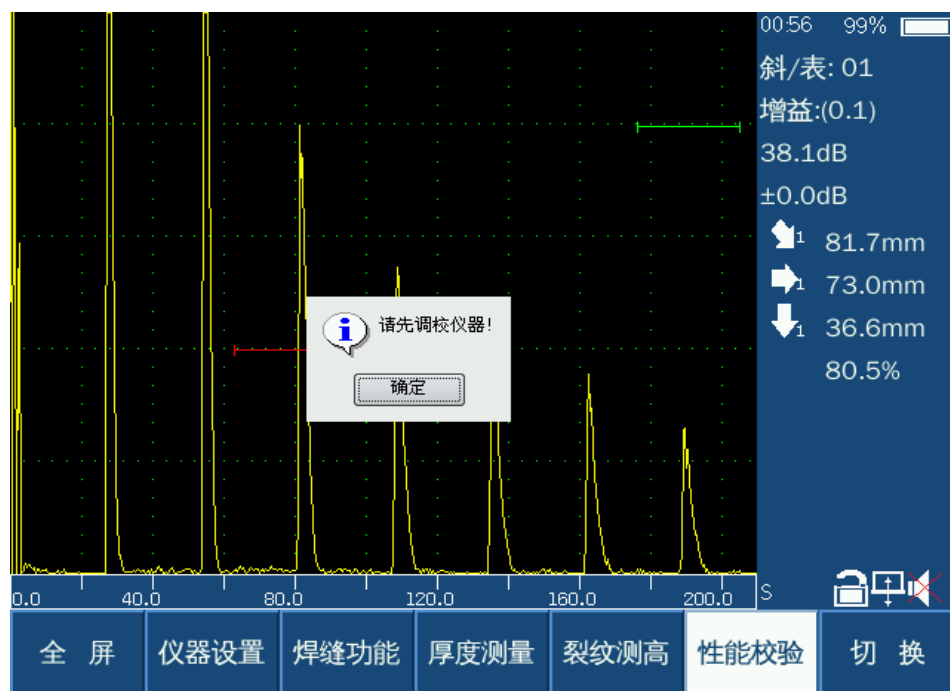 00:56 99%
斜/表: 01
增益:(0.1)
38.1dB
±0.0dB
1 81.7mm
1 73.0mm
1 36.6mm
80.5%
请先调校仪器!
确定
0.0 40.0 80.0 120.0 160.0 200.0 S
全 屏 仪器设置 焊缝功能 厚度测量 裂纹测高 性能校验 切 换